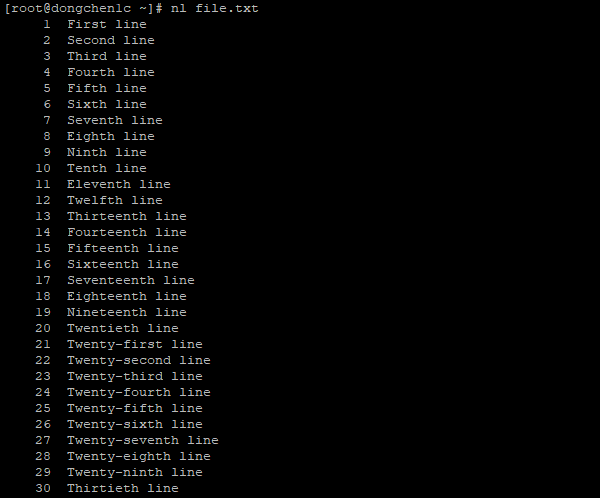 [root@dongchenlc ~]# nl file.txt
1 First line
2 Second line
3 Third line
4 Fourth line
5 Fifth line
6 Sixth line
7 Seventh line
8 Eighth line
9 Ninth line
10 Tenth line
11 Eleventh line
12 Twelfth line
13 Thirteenth line
14 Fourteenth line
15 Fifteenth line
16 Sixteenth line
17 Seventeenth line
18 Eighteenth line
19 Nineteenth line
20 Twentieth line
21 Twenty-first line
22 Twenty-second line
23 Twenty-third line
24 Twenty-fourth line
25 Twenty-fifth line
26 Twenty-sixth line
27 Twenty-seventh line
28 Twenty-eighth line
29 Twenty-ninth line
30 Thirtieth line